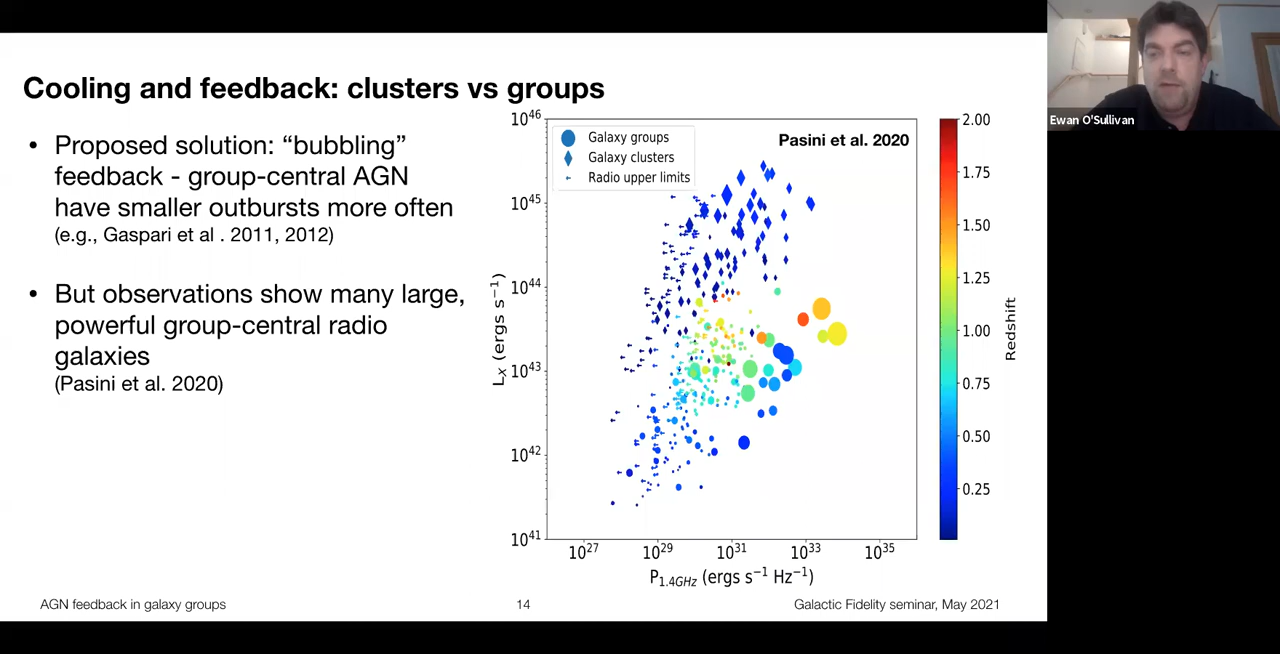 Cooling and feedback: clusters vs groups
• Proposed solution: “bubbling”
feedback - group-central AGN
have smaller outbursts more often
(e.g., Gaspari et al . 2011, 2012)
• But observations show many large,
powerful group-central radio
galaxies
(Pasini et al. 2020)
Galaxy groups
Galaxy clusters
Radio upper limits
Pasini et al. 2020
10⁴⁶
10⁴⁵
10⁴⁴
10⁴³
10⁴²
10⁴¹
L_X (ergs s⁻¹)
10²⁷ 10²⁹ 10³¹ 10³³ 10³⁵
P_1.4GHz (ergs s⁻¹ Hz⁻¹)
2.00
1.75
1.50
1.25
1.00
0.75
0.50
0.25
Redshift
AGN feedback in galaxy groups
14
Galactic Fidelity seminar, May 2021
Ewan O'Sullivan